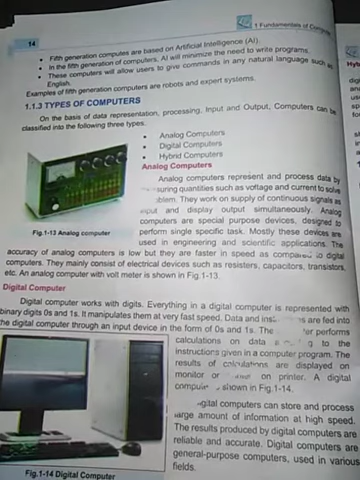 1 Fundamentals of
14
• Fifth generation computes are based on Artificial Intelligence (AI).
• In the fifth generation of computers, AI will minimize the need to write programs.
• These computers will allow users to give commands in any natural language such as
English.
Examples of fifth generation computers are robots and expert systems.
1.1.3 TYPES OF COMPUTERS
On the basis of data representation, processing, Input and Output, Computers can be
classified into the following three types.
• Analog Computers
• Digital Computers
• Hybrid Computers
Analog Computers
Analog computers represent and process data by
suring quantities such as voltage and current to solve
blem. They work on supply of continuous signals as
input and display output simultaneously. Analog
computers are special purpose devices, designed to
perform single specific task. Mostly these devices are
used in engineering and scientific applications. The
Fig.1-13 Analog computer
accuracy of analog computers is low but they are faster in speed as compared to digital
computers. They mainly consist of electrical devices such as resisters, capacitors, transistors,
etc. An analog computer with volt meter is shown in Fig.1-13.
Digital Computer
Digital computer works with digits. Everything in a digital computer is represented with
binary digits 0s and 1s. It manipulates them at very fast speed. Data and are fed into
the digital computer through an input device in the form of 0s and 1s. The performs
calculations on data to the
instructions given in a computer program. The
results of calculations are displayed on
monitor or on printer. A digital
shown in Fig.1-14.
digital computers can store and process
large amount of information at high speed.
The results produced by digital computers are
reliable and accurate. Digital computers are
general-purpose computers, used in various
fields.
Fig.1-14 Digital Computer